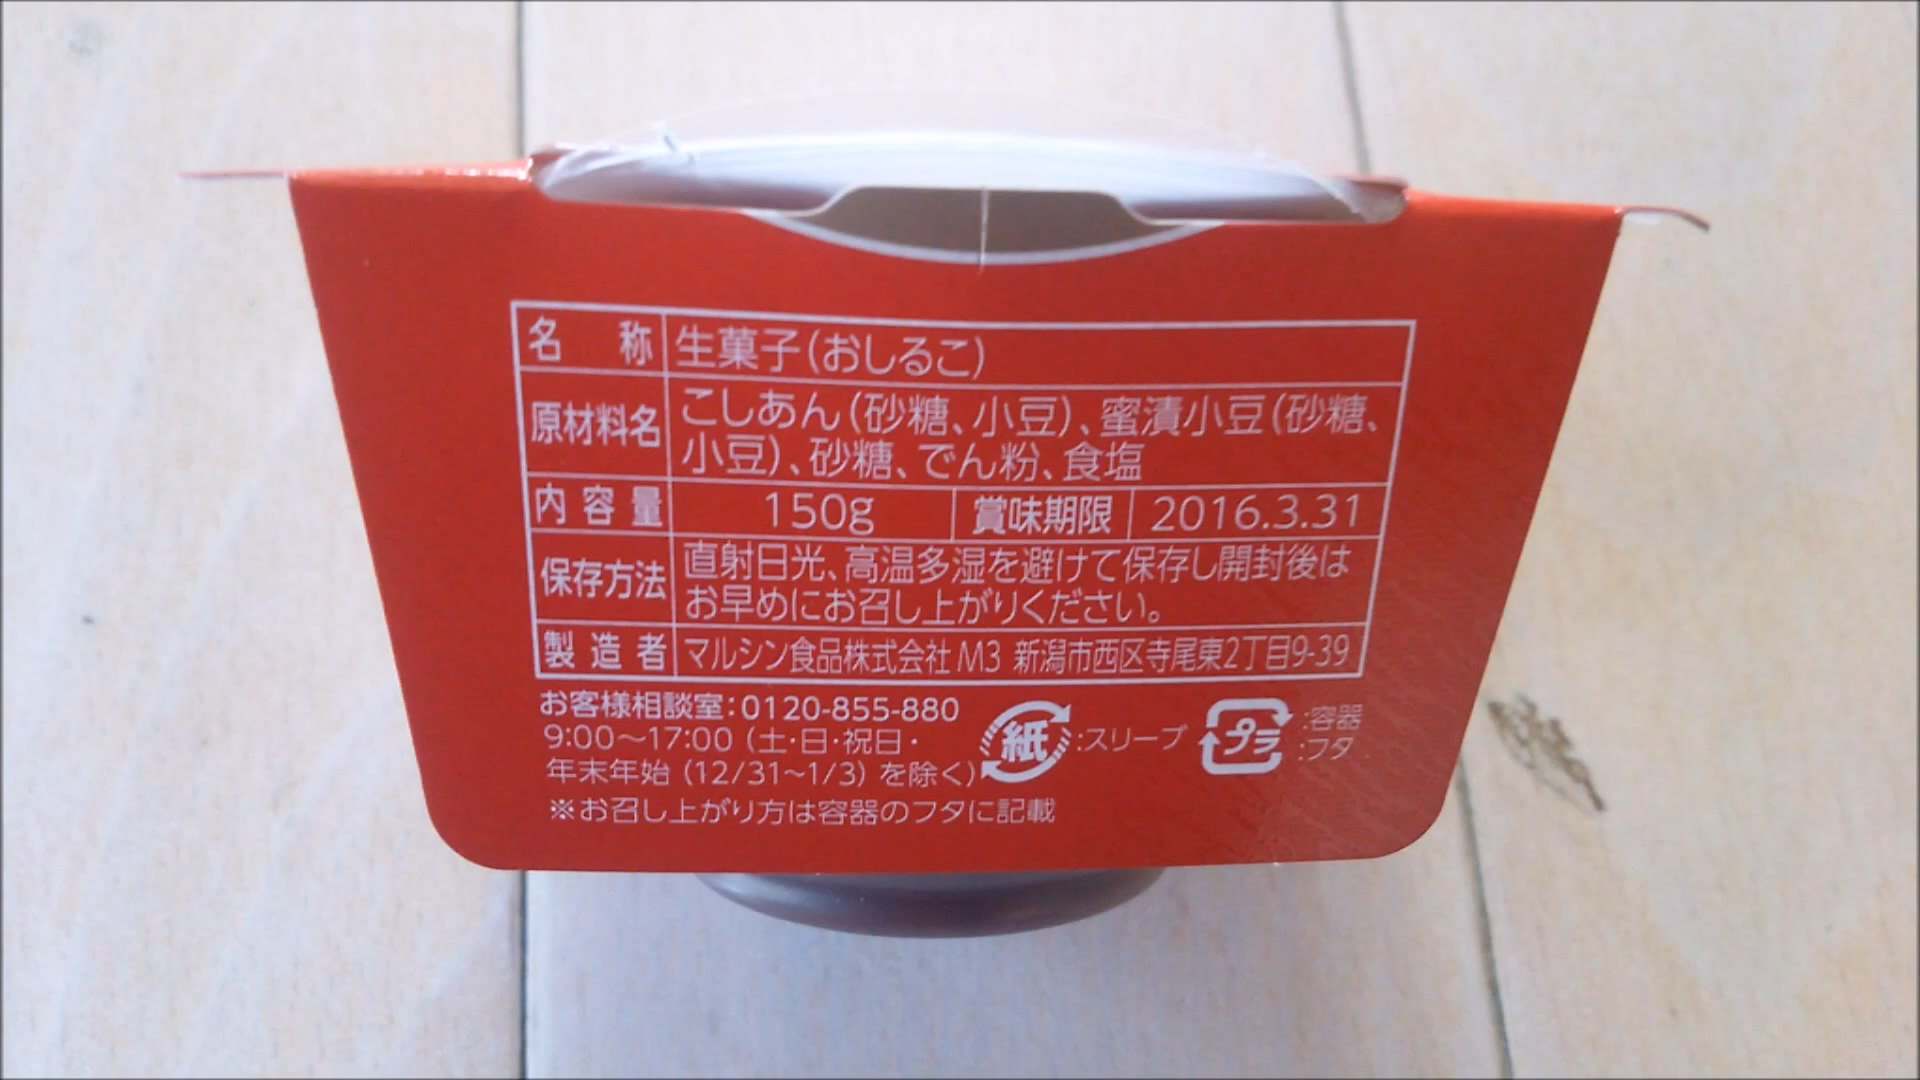 名称 生菓子(おしるこ)
原材料名 こしあん(砂糖、小豆)、蜜漬小豆(砂糖、
小豆)、砂糖、でん粉、食塩
内容量 150g 賞味期限 2016.3.31
保存方法 直射日光、高温多湿を避けて保存し開封後は
お早めにお召し上がりください。
製造者 マルシン食品株式会社 M3 新潟市西区寺尾東2丁目9-39
お客様相談室:0120-855-880
9:00~17:00(土・日・祝日・
年末年始(12/31~1/3)を除く)
紙 :スリーブ
プラ :容器
:フタ
※お召し上がり方は容器のフタに記載